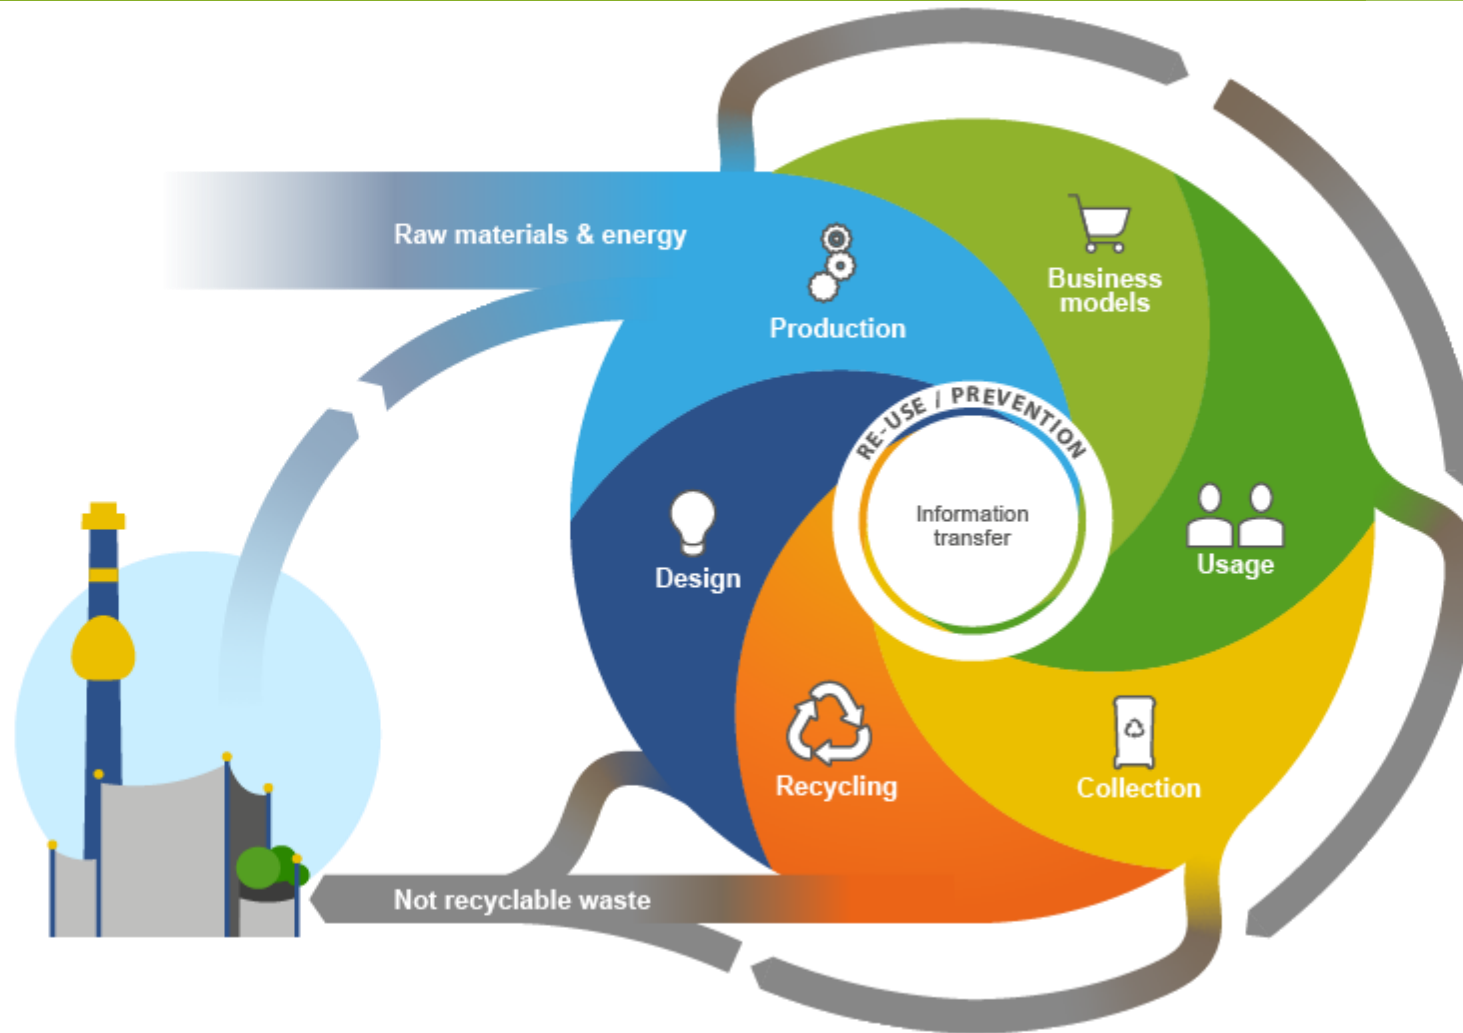 Raw materials & energy
Production
Business
models
RE-USE / PREVENTION
Information
transfer
Usage
Design
Recycling
Collection
Not recyclable waste